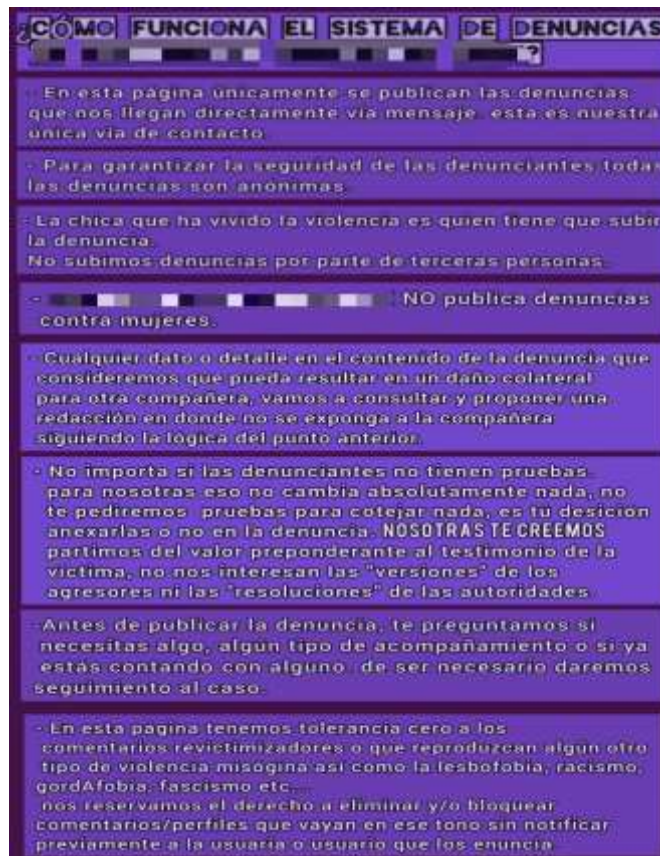 ¿CÓMO FUNCIONA EL SISTEMA DE DENUNCIAS
?
- En esta página únicamente se publican las denuncias
que nos llegan directamente vía mensaje. esta es nuestra
única vía de contacto.
- Para garantizar la seguridad de las denunciantes todas
las denuncias son anónimas.
- La chica que ha vivido la violencia es quien tiene que subir
la denuncia.
No subimos denuncias por parte de terceras personas.
- NO publica denuncias
contra mujeres.
- Cualquier dato o detalle en el contenido de la denuncia que
consideremos que pueda resultar en un daño colateral
para otra compañera, vamos a consultar y proponer una
redacción en donde no se exponga a la compañera
siguiendo la lógica del punto anterior.
- No importa si las denunciantes no tienen pruebas.
para nosotras eso no cambia absolutamente nada, no
te pediremos pruebas para cotejar nada, es tu desición
anexarlas o no en la denuncia. NOSOTRAS TE CREEMOS
partimos del valor preponderante al testimonio de la
víctima, no nos interesan las "versiones" de los
agresores ni las "resoluciones" de las autoridades.
-Antes de publicar la denuncia, te preguntamos si
necesitas algo, algún tipo de acompañamiento o si ya
estás contando con alguno. de ser necesario daremos
seguimiento al caso.
- En esta pagina tenemos tolerancia cero a los
comentarios revictimizadores o que reproduzcan algún otro
tipo de violencia misógina así como la lesbofobia, racismo,
gordAfobia, fascismo etc...
nos reservamos el derecho a eliminar y/o bloquear
comentarios/perfiles que vayan en ese tono sin notificar
previamente a la usuaria o usuario que los enuncia.